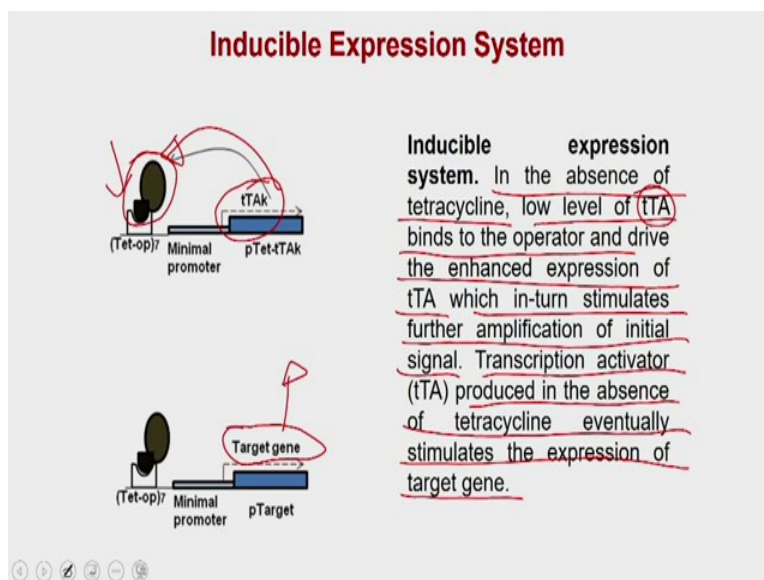 Inducible Expression System
tTAk
(Tet-op)7
Minimal
promoter
pTet-tTAk
Target gene
(Tet-op)7
Minimal
promoter
pTarget
Inducible expression
system. In the absence of
tetracycline, low level of tTA
binds to the operator and drive
the enhanced expression of
tTA which in-turn stimulates
further amplification of initial
signal. Transcription activator
(tTA) produced in the absence
of tetracycline eventually
stimulates the expression of
target gene.